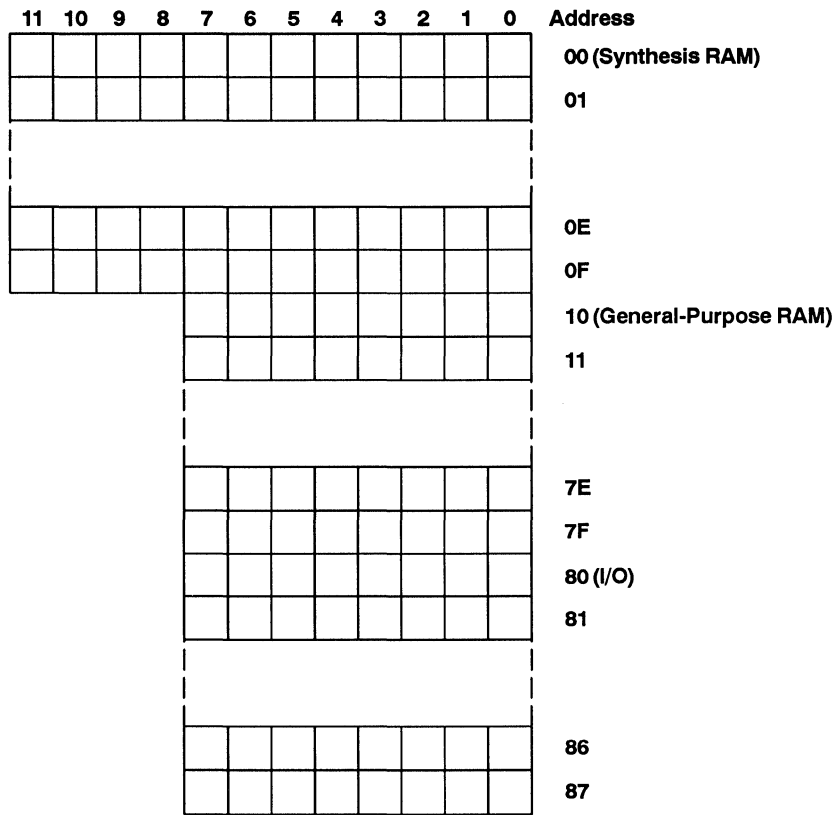 11 10 9 8 7 6 5 4 3 2 1 0 Address
00 (Synthesis RAM)
01
0E
0F
10 (General-Purpose RAM)
11
7E
7F
80 (I/O)
81
86
87